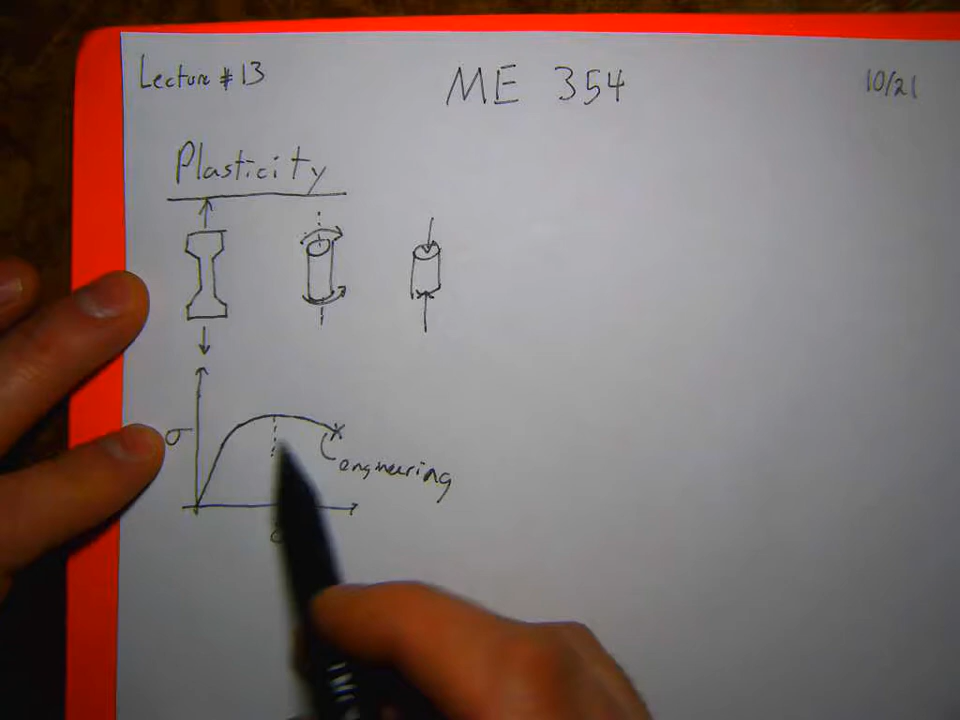 Lecture #13
ME 354
10/21
Plasticity
σ
engineering